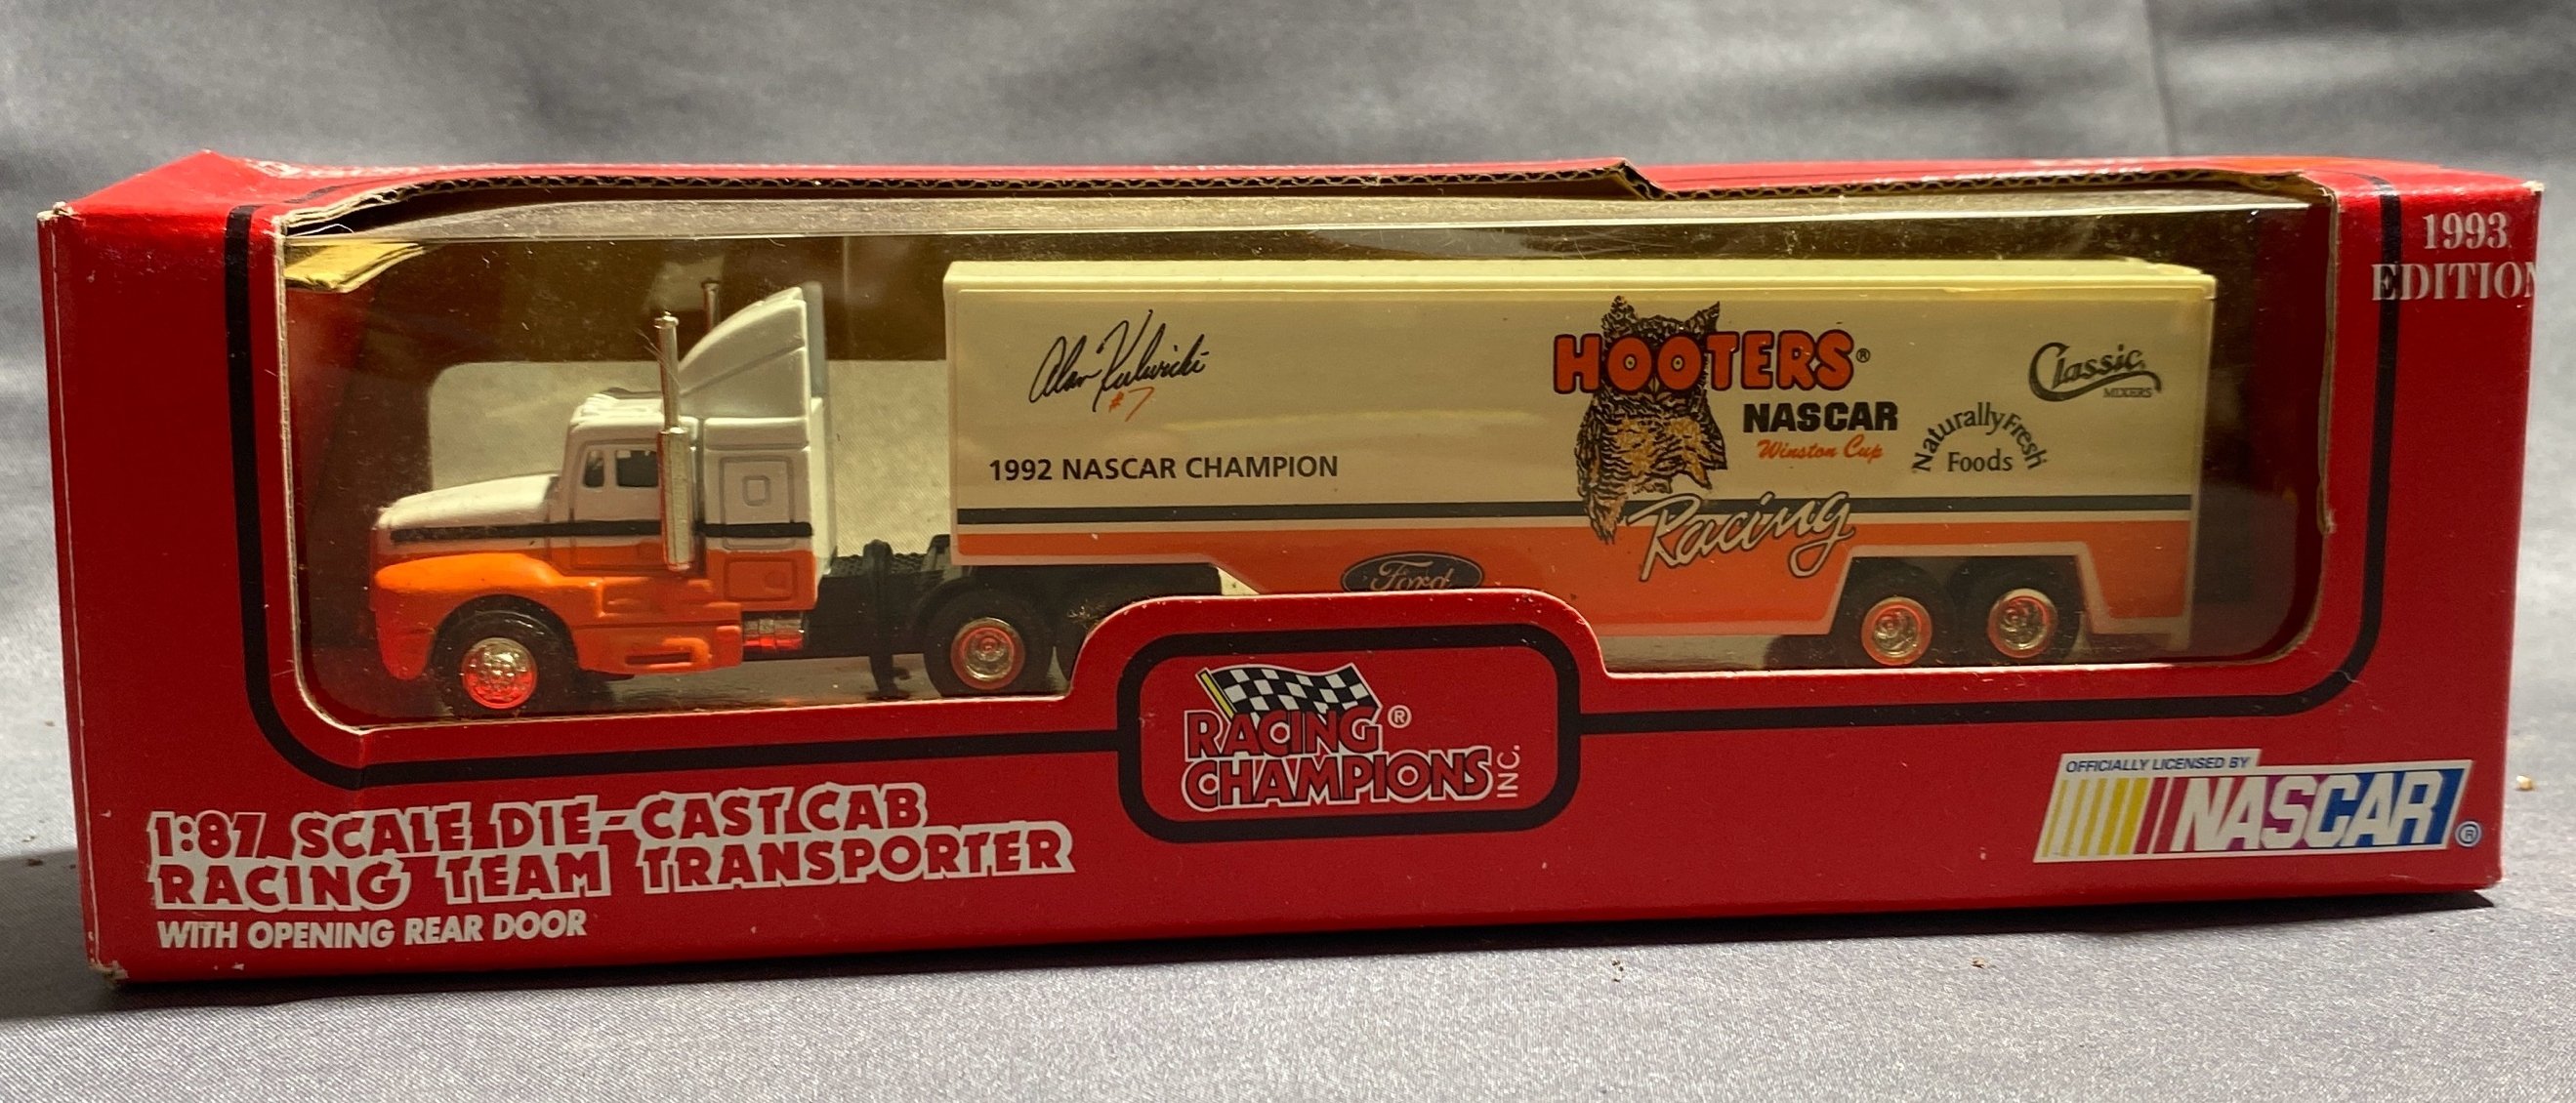 1993
EDITION
Alan Kulwicki
#7
1992 NASCAR CHAMPION
HOOTERS®
NASCAR
Winston Cup
Racing
Naturally Fresh
Foods
Classic
MIXERS
Ford
RACING®
CHAMPIONS INC.
1:87 SCALE DIE-CAST CAB
RACING TEAM TRANSPORTER
WITH OPENING REAR DOOR
OFFICIALLY LICENSED BY
NASCAR®